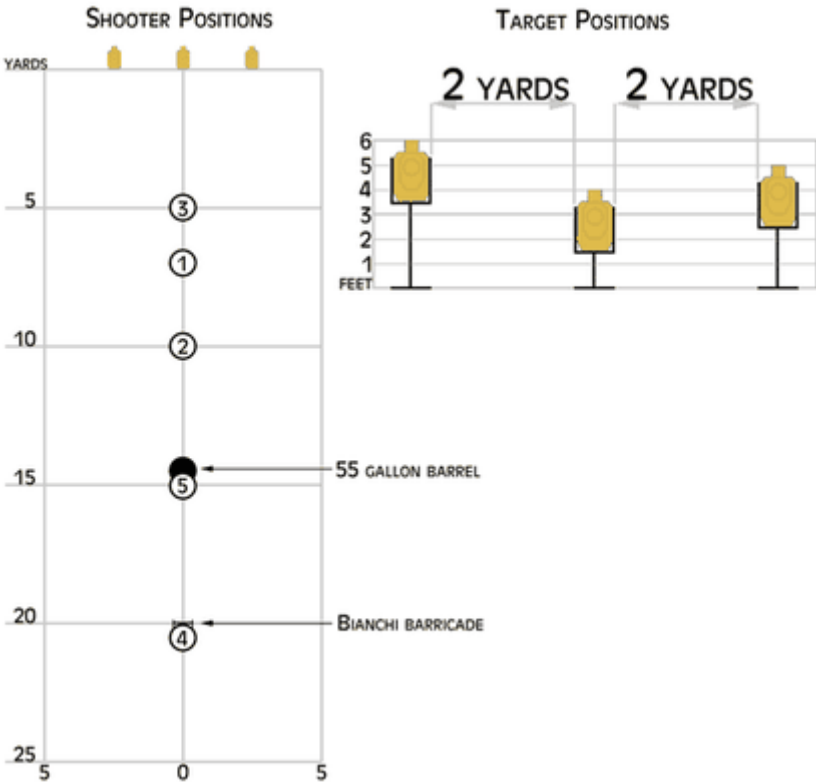 Shooter Positions
YARDS
5
10
15
20
25
5 0 5
3
1
2
5
4
55 GALLON BARREL
BIANCHI BARRICADE
Target Positions
2 YARDS 2 YARDS
6
5
4
3
2
1
FEET